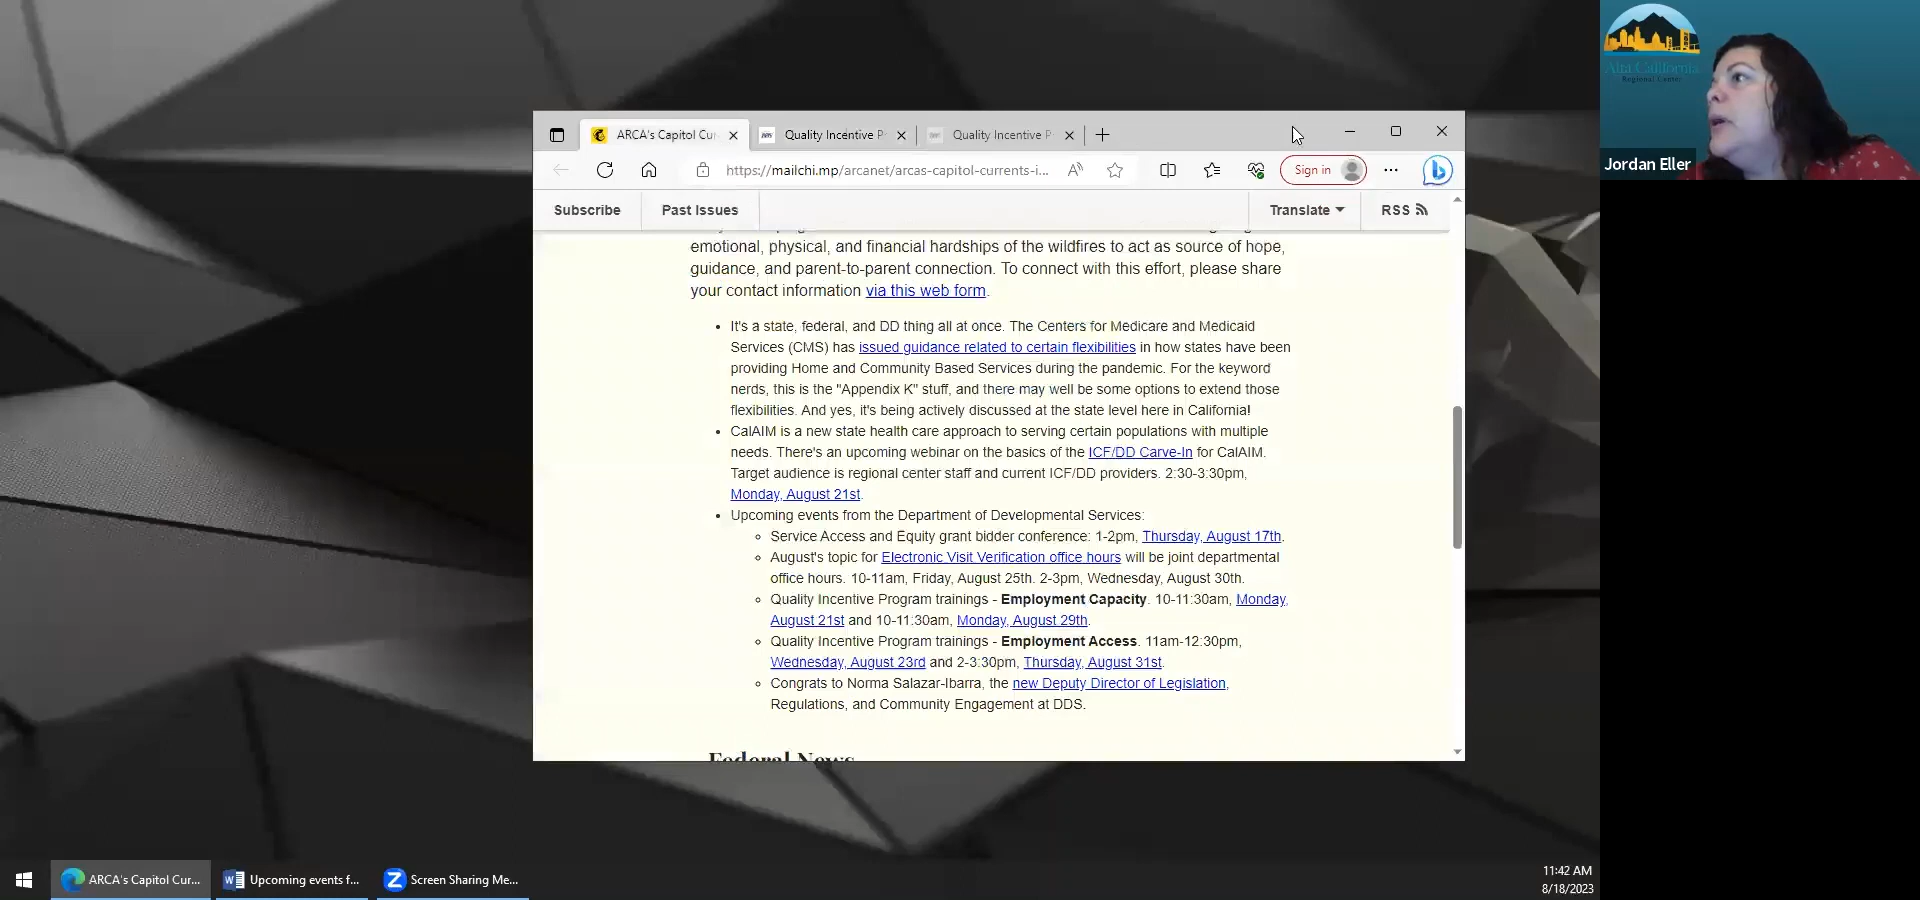 ARCA's Capitol Cur
Quality Incentive P
Quality Incentive P
https://mailchi.mp/arcanet/arcas-capitol-currents-i...
Sign in
Subscribe
Past Issues
Translate
RSS
emotional, physical, and financial hardships of the wildfires to act as source of hope,
guidance, and parent-to-parent connection. To connect with this effort, please share
your contact information via this web form.
• It's a state, federal, and DD thing all at once. The Centers for Medicare and Medicaid
Services (CMS) has issued guidance related to certain flexibilities in how states have been
providing Home and Community Based Services during the pandemic. For the keyword
nerds, this is the "Appendix K" stuff, and there may well be some options to extend those
flexibilities. And yes, it's being actively discussed at the state level here in California!
• CalAIM is a new state health care approach to serving certain populations with multiple
needs. There's an upcoming webinar on the basics of the ICF/DD Carve-In for CalAIM.
Target audience is regional center staff and current ICF/DD providers. 2:30-3:30pm,
Monday, August 21st.
• Upcoming events from the Department of Developmental Services:
◦ Service Access and Equity grant bidder conference: 1-2pm, Thursday, August 17th.
◦ August's topic for Electronic Visit Verification office hours will be joint departmental
office hours. 10-11am, Friday, August 25th. 2-3pm, Wednesday, August 30th.
◦ Quality Incentive Program trainings - Employment Capacity. 10-11:30am, Monday,
August 21st and 10-11:30am, Monday, August 29th.
◦ Quality Incentive Program trainings - Employment Access. 11am-12:30pm,
Wednesday, August 23rd and 2-3:30pm, Thursday, August 31st.
◦ Congrats to Norma Salazar-Ibarra, the new Deputy Director of Legislation,
Regulations, and Community Engagement at DDS.
Federal News
Alta California
Regional Center
Jordan Eller
ARCA's Capitol Cur...
Upcoming events f...
Screen Sharing Me...
11:42 AM
8/18/2023